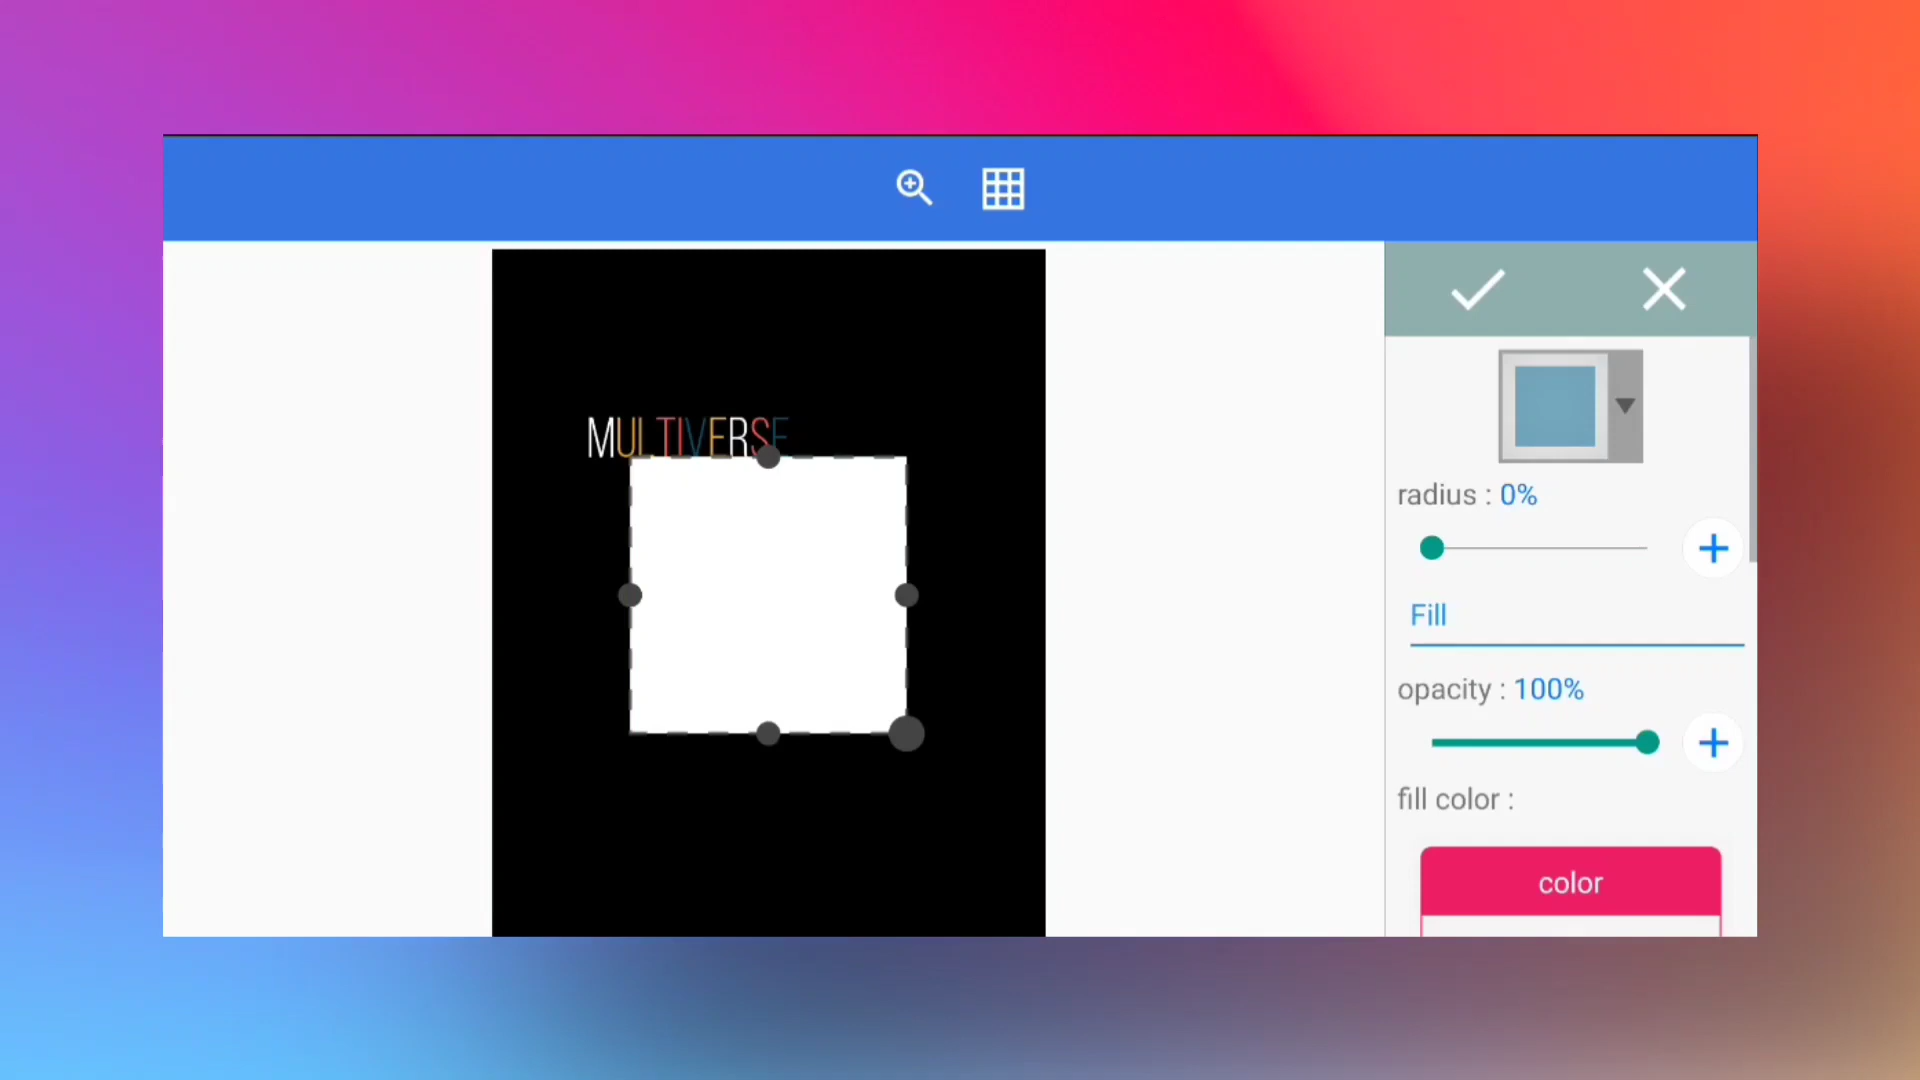 MULTIVERSE
radius : 0%
Fill
opacity : 100%
fill color :
color